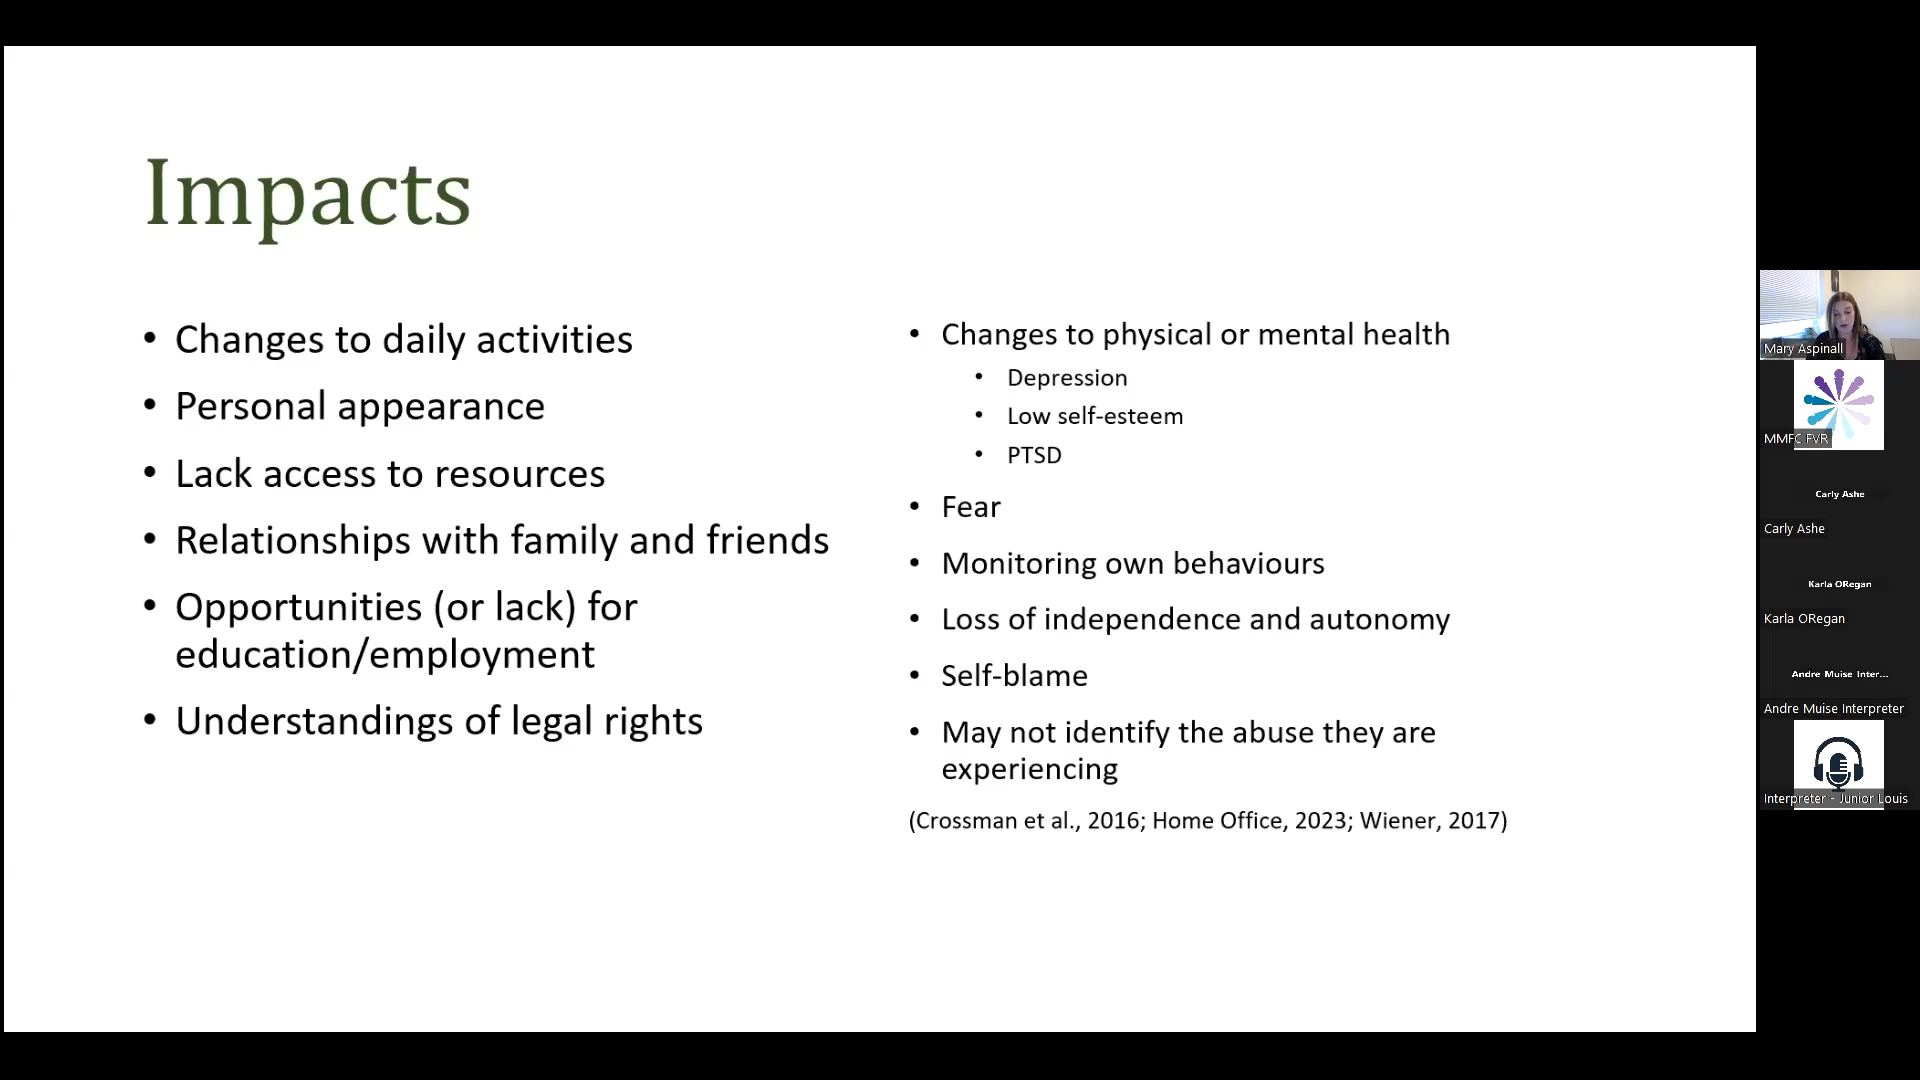 Impacts
• Changes to daily activities
• Personal appearance
• Lack access to resources
• Relationships with family and friends
• Opportunities (or lack) for
education/employment
• Understandings of legal rights
• Changes to physical or mental health
• Depression
• Low self-esteem
• PTSD
• Fear
• Monitoring own behaviours
• Loss of independence and autonomy
• Self-blame
• May not identify the abuse they are
experiencing
(Crossman et al., 2016; Home Office, 2023; Wiener, 2017)
Mary Aspinall
MMFC FVR
Carly Ashe
Carly Ashe
Karla ORegan
Karla ORegan
Andre Muise Inter...
Andre Muise Interpreter
Interpreter - Junior Louis